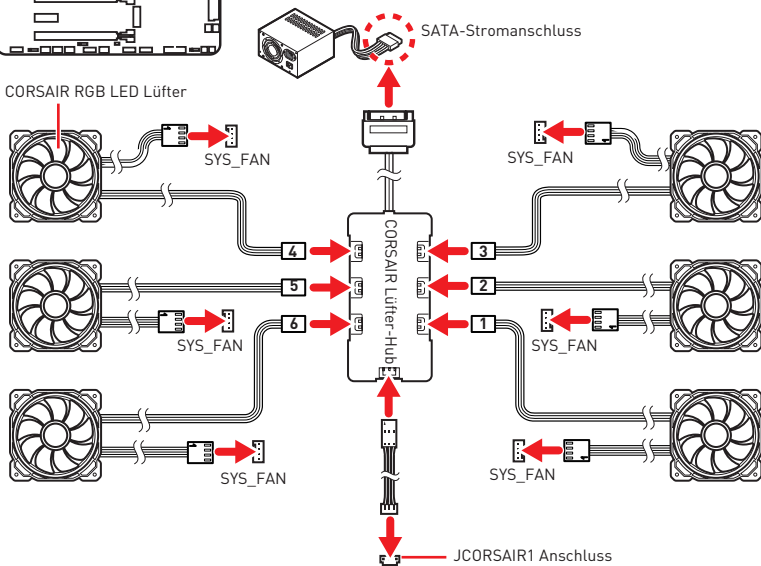 SATA-Stromanschluss
CORSAIR RGB LED Lüfter
SYS_FAN
SYS_FAN
4
3
5
2
SYS_FAN
SYS_FAN
6
1
CORSAIR Lüfter-Hub
SYS_FAN
SYS_FAN
JCORSAIR1 Anschluss